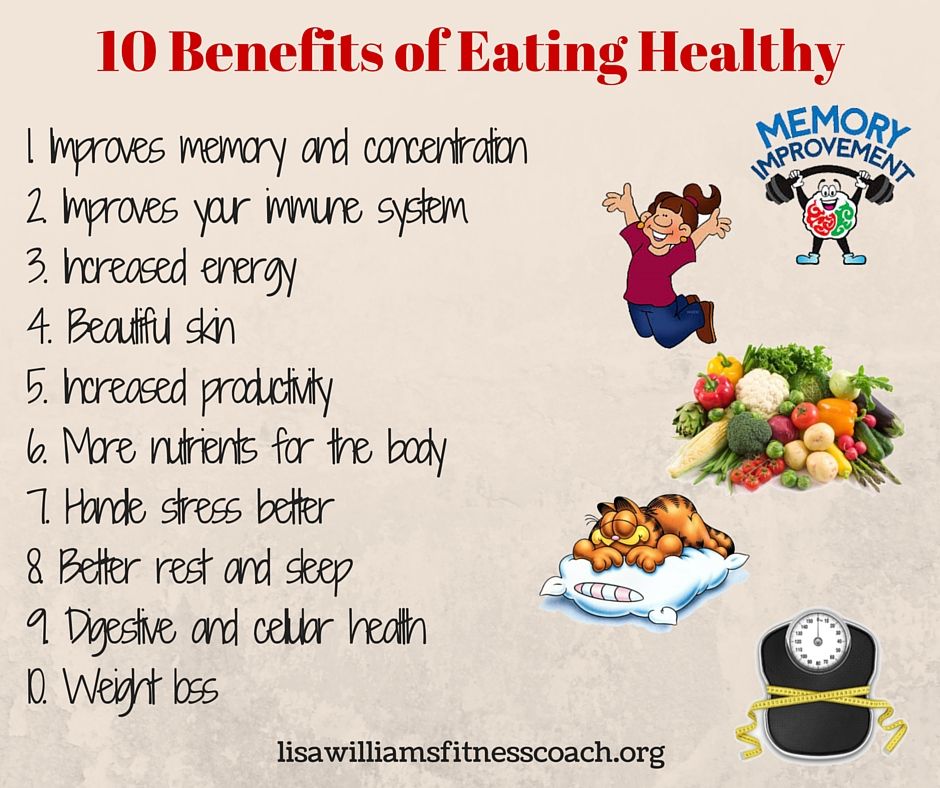 10 Benefits of Eating Healthy
1. Improves memory and concentration
2. Improves your immune system
3. Increased energy
4. Beautiful skin
5. Increased productivity
6. More nutrients for the body
7. Handle stress better
8. Better rest and sleep
9. Digestive and cellular health
10. Weight loss
MEMORY
IMPROVEMENT
lisawilliamsfitnesscoach.org